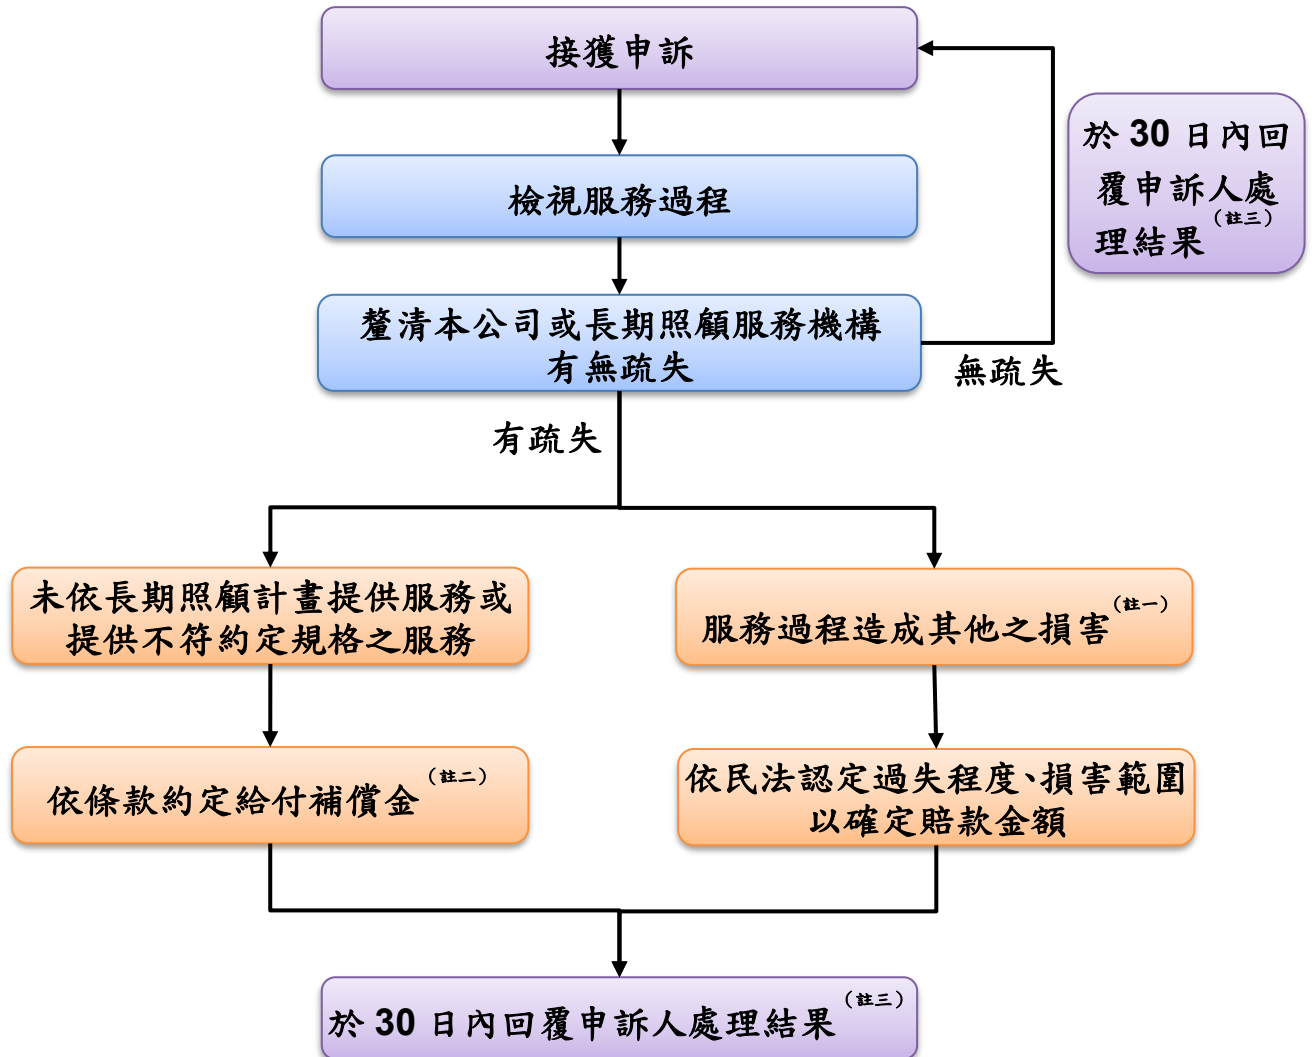 接獲申訴
於 30 日內回
覆申訴人處
理結果（註三）
檢視服務過程
釐清本公司或長期照顧服務機構
有無疏失
無疏失
有疏失
未依長期照顧計畫提供服務或
提供不符約定規格之服務
服務過程造成其他之損害（註一）
依條款約定給付補償金（註二）
依民法認定過失程度、損害範圍
以確定賠款金額
於 30 日內回覆申訴人處理結果（註三）